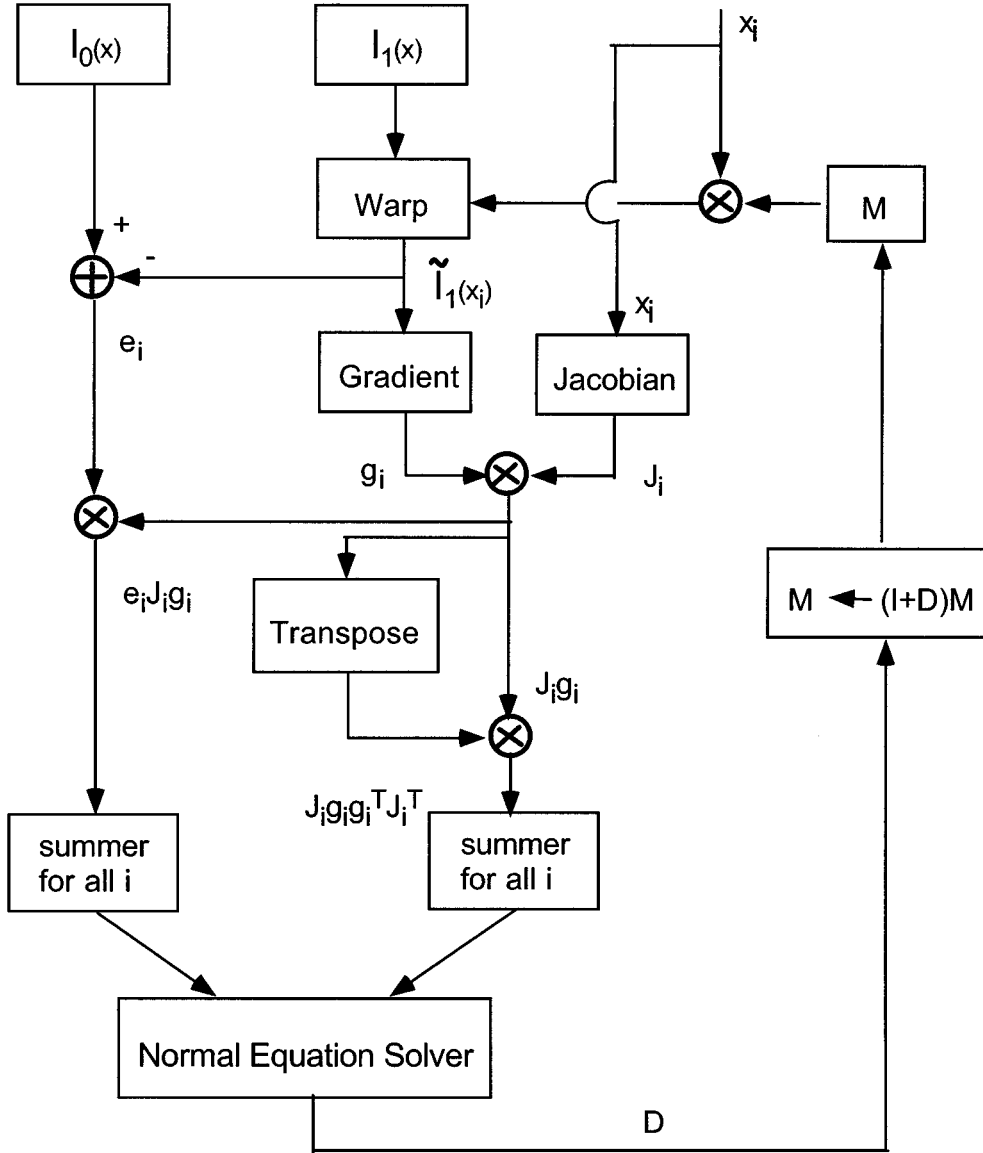 I₀(x)
I₁(x)
xᵢ
Warp
M
+
-
Ĩ₁(xᵢ)
xᵢ
eᵢ
Gradient
Jacobian
gᵢ
Jᵢ
eᵢJᵢgᵢ
Transpose
M ← (I+D)M
Jᵢgᵢ
JᵢgᵢgᵢᵀJᵢᵀ
summer
for all i
summer
for all i
Normal Equation Solver
D